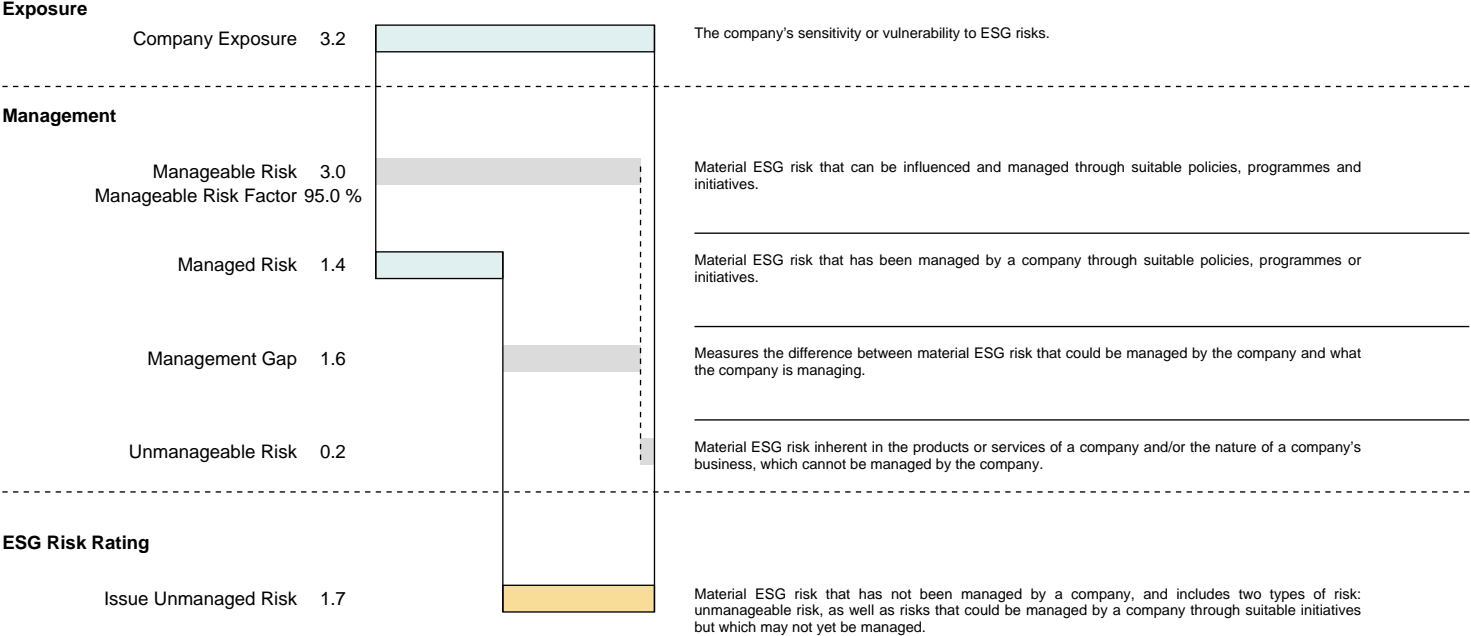 Exposure
Company Exposure 3.2
The company's sensitivity or vulnerability to ESG risks.
Management
Manageable Risk 3.0
Manageable Risk Factor 95.0 %
Material ESG risk that can be influenced and managed through suitable policies, programmes and
initiatives.
Managed Risk 1.4
Material ESG risk that has been managed by a company through suitable policies, programmes or
initiatives.
Management Gap 1.6
Measures the difference between material ESG risk that could be managed by the company and what
the company is managing.
Unmanageable Risk 0.2
Material ESG risk inherent in the products or services of a company and/or the nature of a company's
business, which cannot be managed by the company.
ESG Risk Rating
Issue Unmanaged Risk 1.7
Material ESG risk that has not been managed by a company, and includes two types of risk:
unmanageable risk, as well as risks that could be managed by a company through suitable initiatives
but which may not yet be managed.